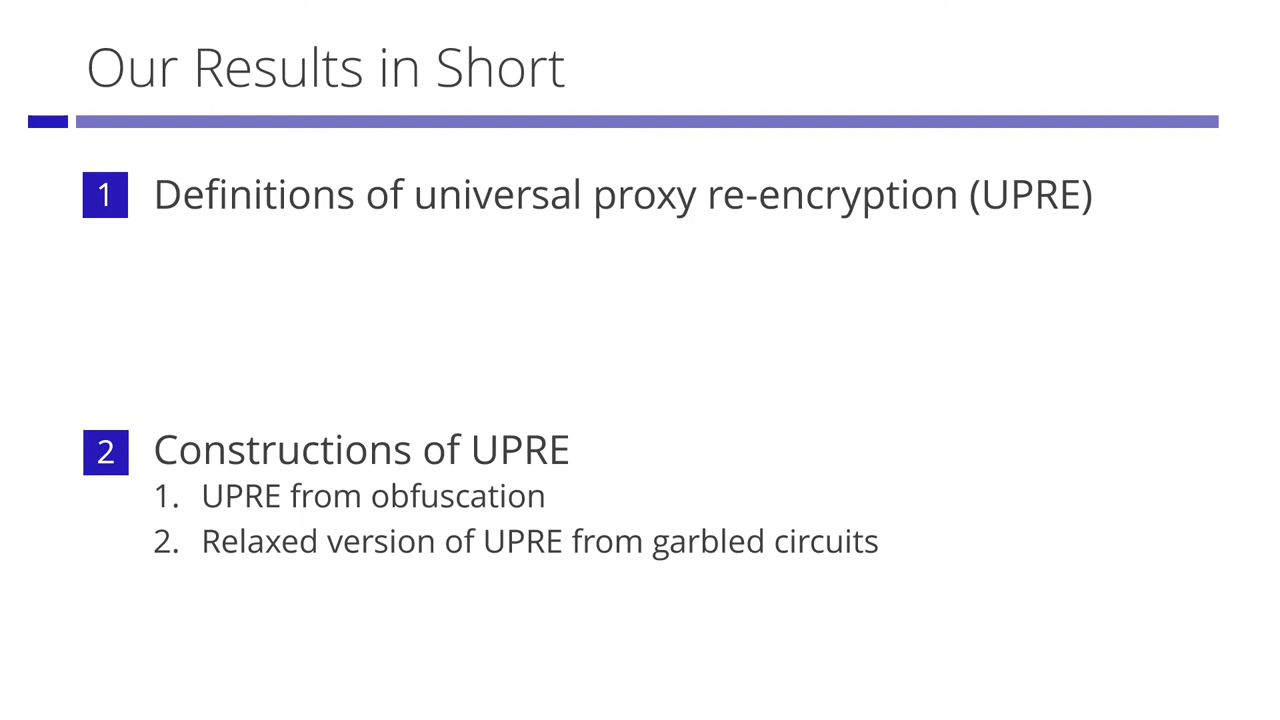 Our Results in Short
1 Definitions of universal proxy re-encryption (UPRE)
2 Constructions of UPRE
1. UPRE from obfuscation
2. Relaxed version of UPRE from garbled circuits